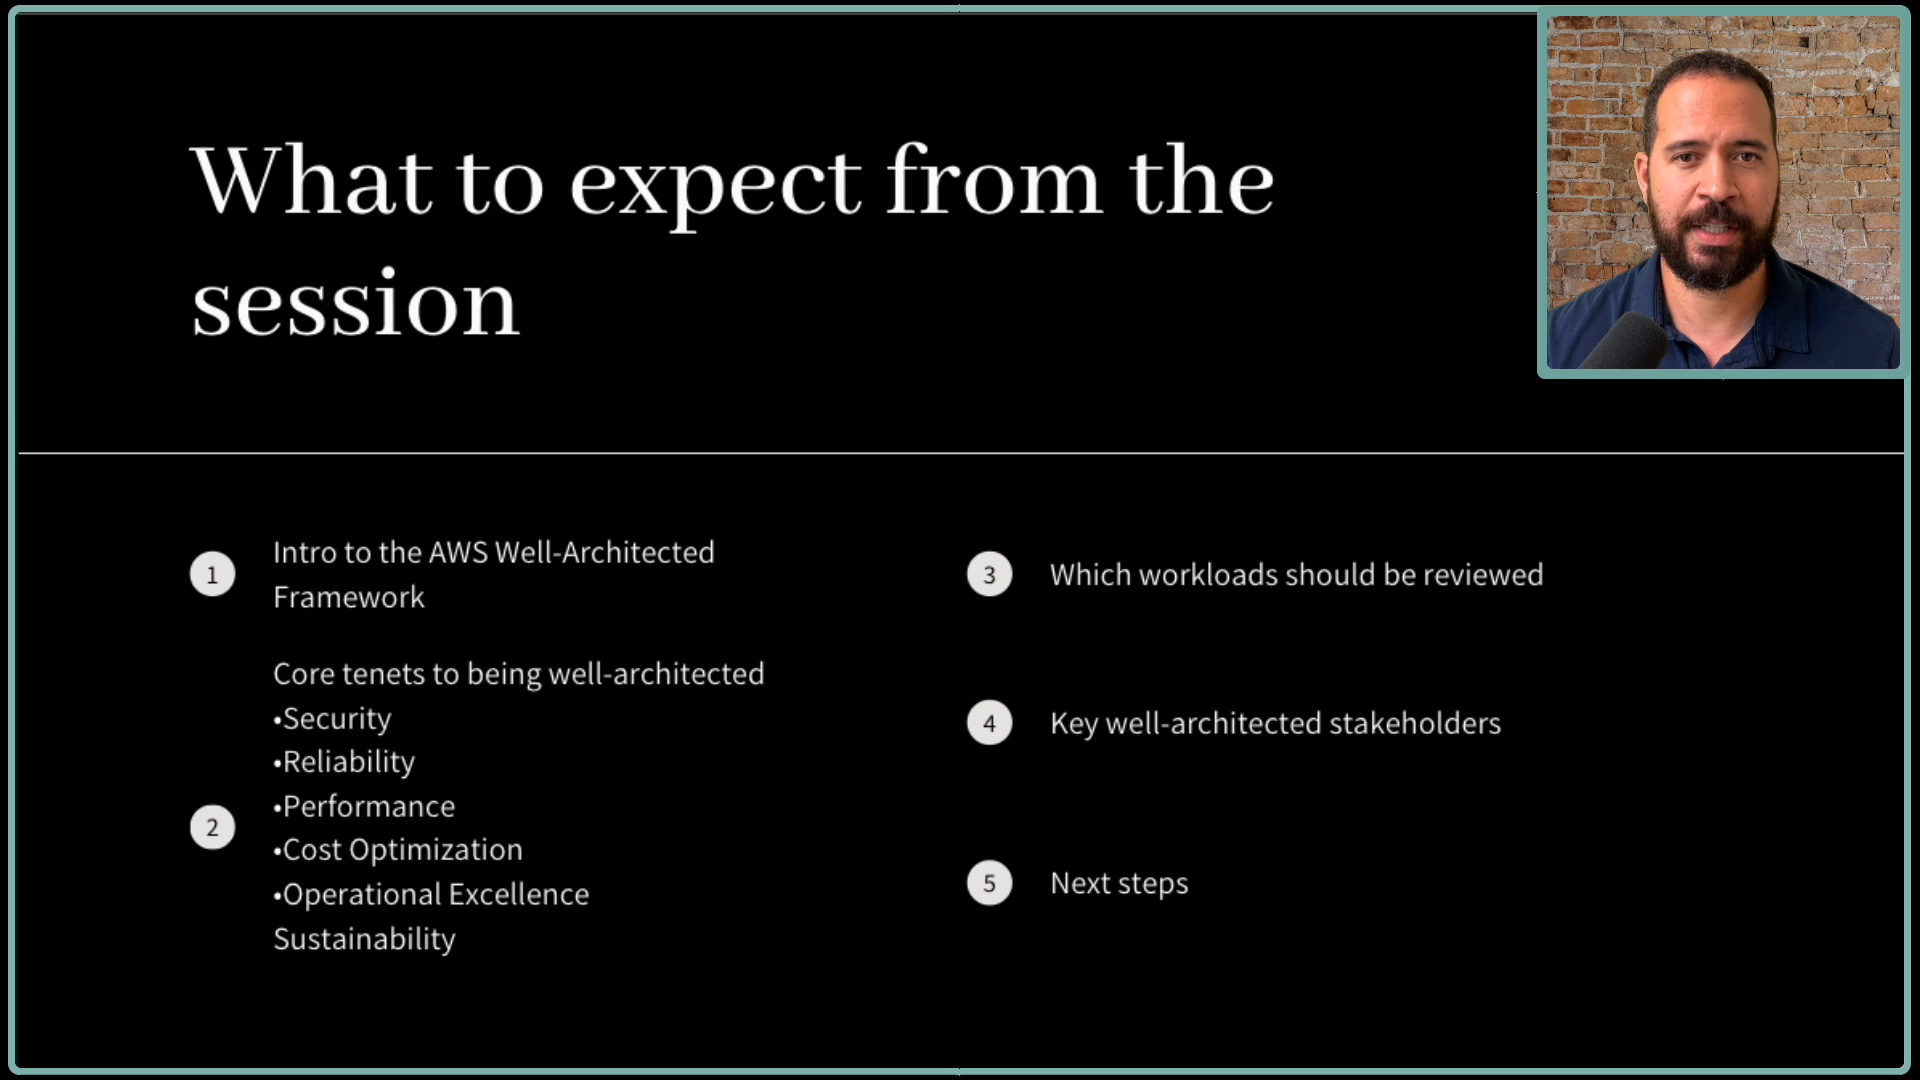 What to expect from the
session
1
Intro to the AWS Well-Architected
Framework
2
Core tenets to being well-architected
•Security
•Reliability
•Performance
•Cost Optimization
•Operational Excellence
Sustainability
3
Which workloads should be reviewed
4
Key well-architected stakeholders
5
Next steps